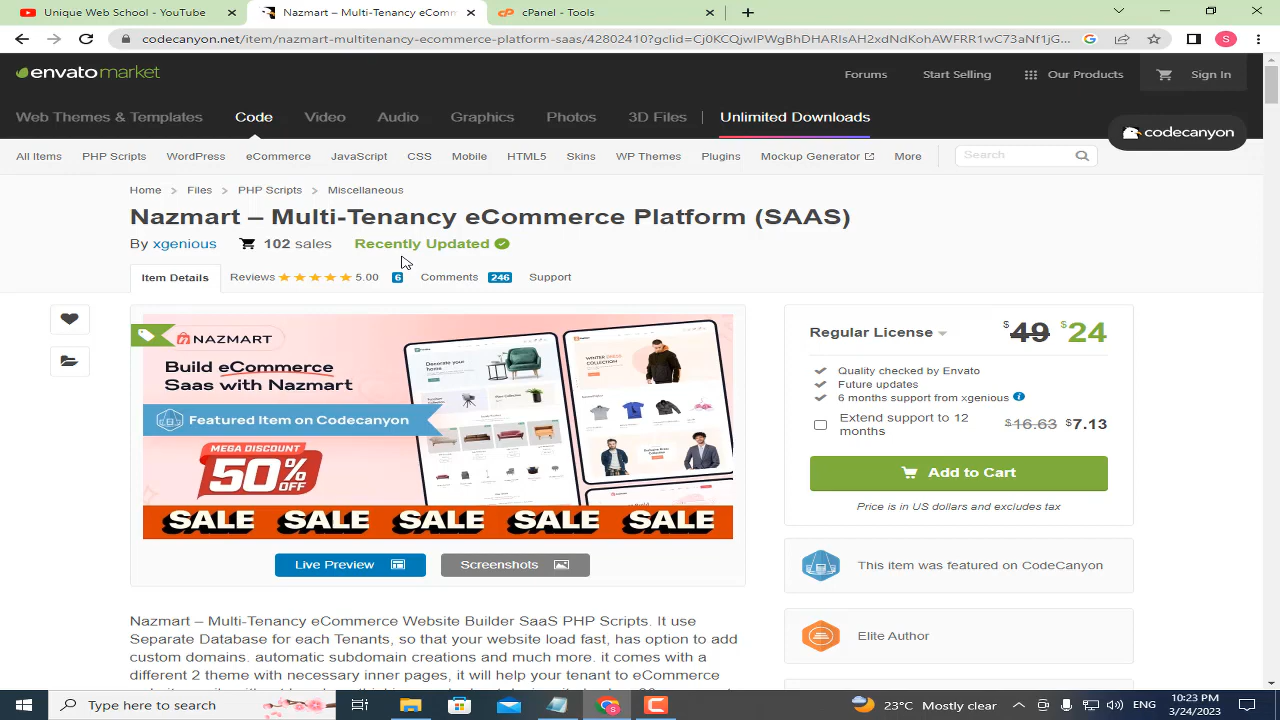 Unique Web School - YouTube
Nazmart – Multi-Tenancy eComm
cPanel - Tools
codecanyon.net/item/nazmart-multitenancy-ecommerce-platform-saas/42802410?gclid=Cj0KCQjwIPWgBhDHARIsAH2xdNdKohAWFRR1wC73aNf1jG...
S
envato market
Forums
Start Selling
Our Products
Sign In
Web Themes & Templates
Code
Video
Audio
Graphics
Photos
3D Files
Unlimited Downloads
codecanyon
All Items
PHP Scripts
WordPress
eCommerce
JavaScript
CSS
Mobile
HTML5
Skins
WP Themes
Plugins
Mockup Generator
More
Search
Home > Files > PHP Scripts > Miscellaneous
Nazmart – Multi-Tenancy eCommerce Platform (SAAS)
By xgenious 102 sales Recently Updated
Item Details
Reviews 5.00 6
Comments 246
Support
NAZMART
Build eCommerce
Saas with Nazmart
Featured Item on Codecanyon
MEGA DISCOUNT
50% OFF
Decorate your
home
WINTER DRESS
COLLECTION
SALE SALE SALE SALE SALE
Live Preview
Screenshots
Regular License $49 $24
Quality checked by Envato
Future updates
6 months support from xgenious
Extend support to 12
months
$16.63 $7.13
Add to Cart
Price is in US dollars and excludes tax
This item was featured on CodeCanyon
Elite Author
Nazmart – Multi-Tenancy eCommerce Website Builder SaaS PHP Scripts. It use
Separate Database for each Tenants, so that your website load fast, has option to add
custom domains. automatic subdomain creations and much more. it comes with a
different 2 theme with necessary inner pages, it will help your tenant to eCommerce
Type here to search
23°C Mostly clear
ENG
10:23 PM
3/24/2023